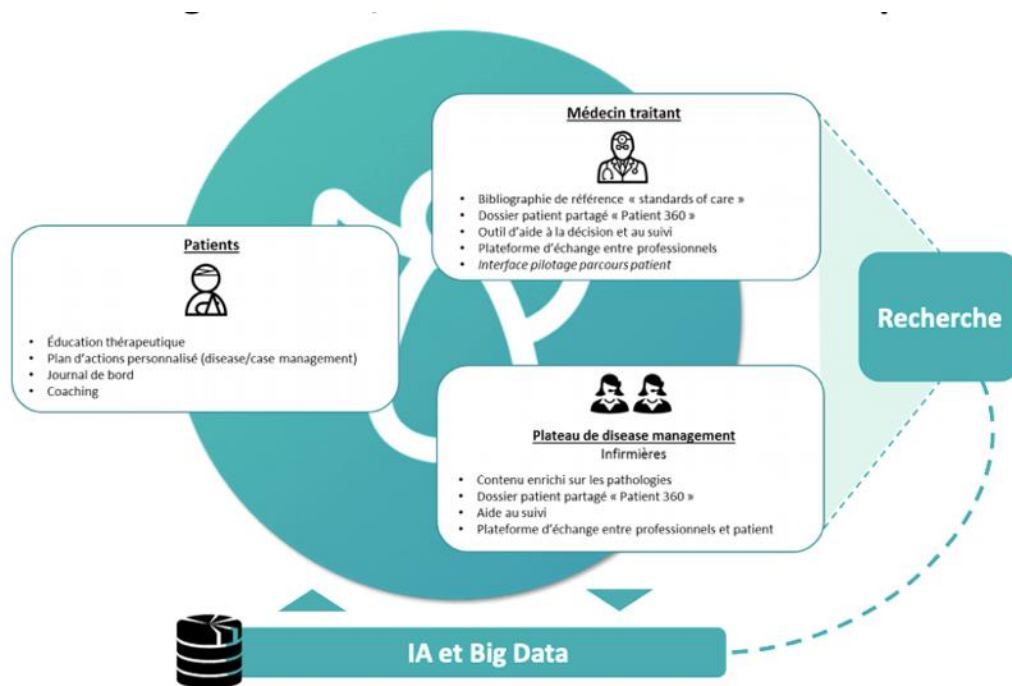 Médecin traitant
• Bibliographie de référence « standards of care »
• Dossier patient partagé « Patient 360 »
• Outil d'aide à la décision et au suivi
• Plateforme d'échange entre professionnels
• Interface pilotage parcours patient
Patients
• Éducation thérapeutique
• Plan d'actions personnalisé (disease/case management)
• Journal de bord
• Coaching
Recherche
Plateau de disease management
Infirmières
• Contenu enrichi sur les pathologies
• Dossier patient partagé « Patient 360 »
• Aide au suivi
• Plateforme d'échange entre professionnels et patient
IA et Big Data